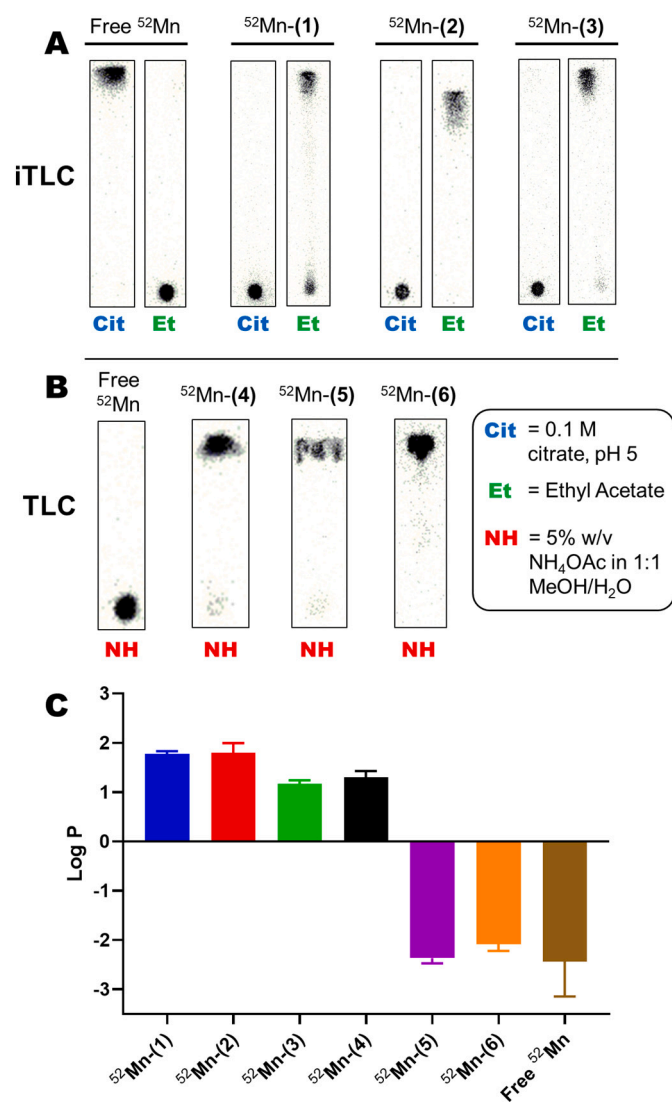 A
Free ⁵²Mn
⁵²Mn-(1)
⁵²Mn-(2)
⁵²Mn-(3)
iTLC
Cit
Et
Cit
Et
Cit
Et
Cit
Et
B
Free
⁵²Mn
⁵²Mn-(4)
⁵²Mn-(5)
⁵²Mn-(6)
TLC
NH
NH
NH
NH
Cit = 0.1 M
citrate, pH 5
Et = Ethyl Acetate
NH = 5% w/v
NH₄OAc in 1:1
MeOH/H₂O
C
Log P
3
2
1
0
-1
-2
-3
⁵²Mn-(1)
⁵²Mn-(2)
⁵²Mn-(3)
⁵²Mn-(4)
⁵²Mn-(5)
⁵²Mn-(6)
Free ⁵²Mn